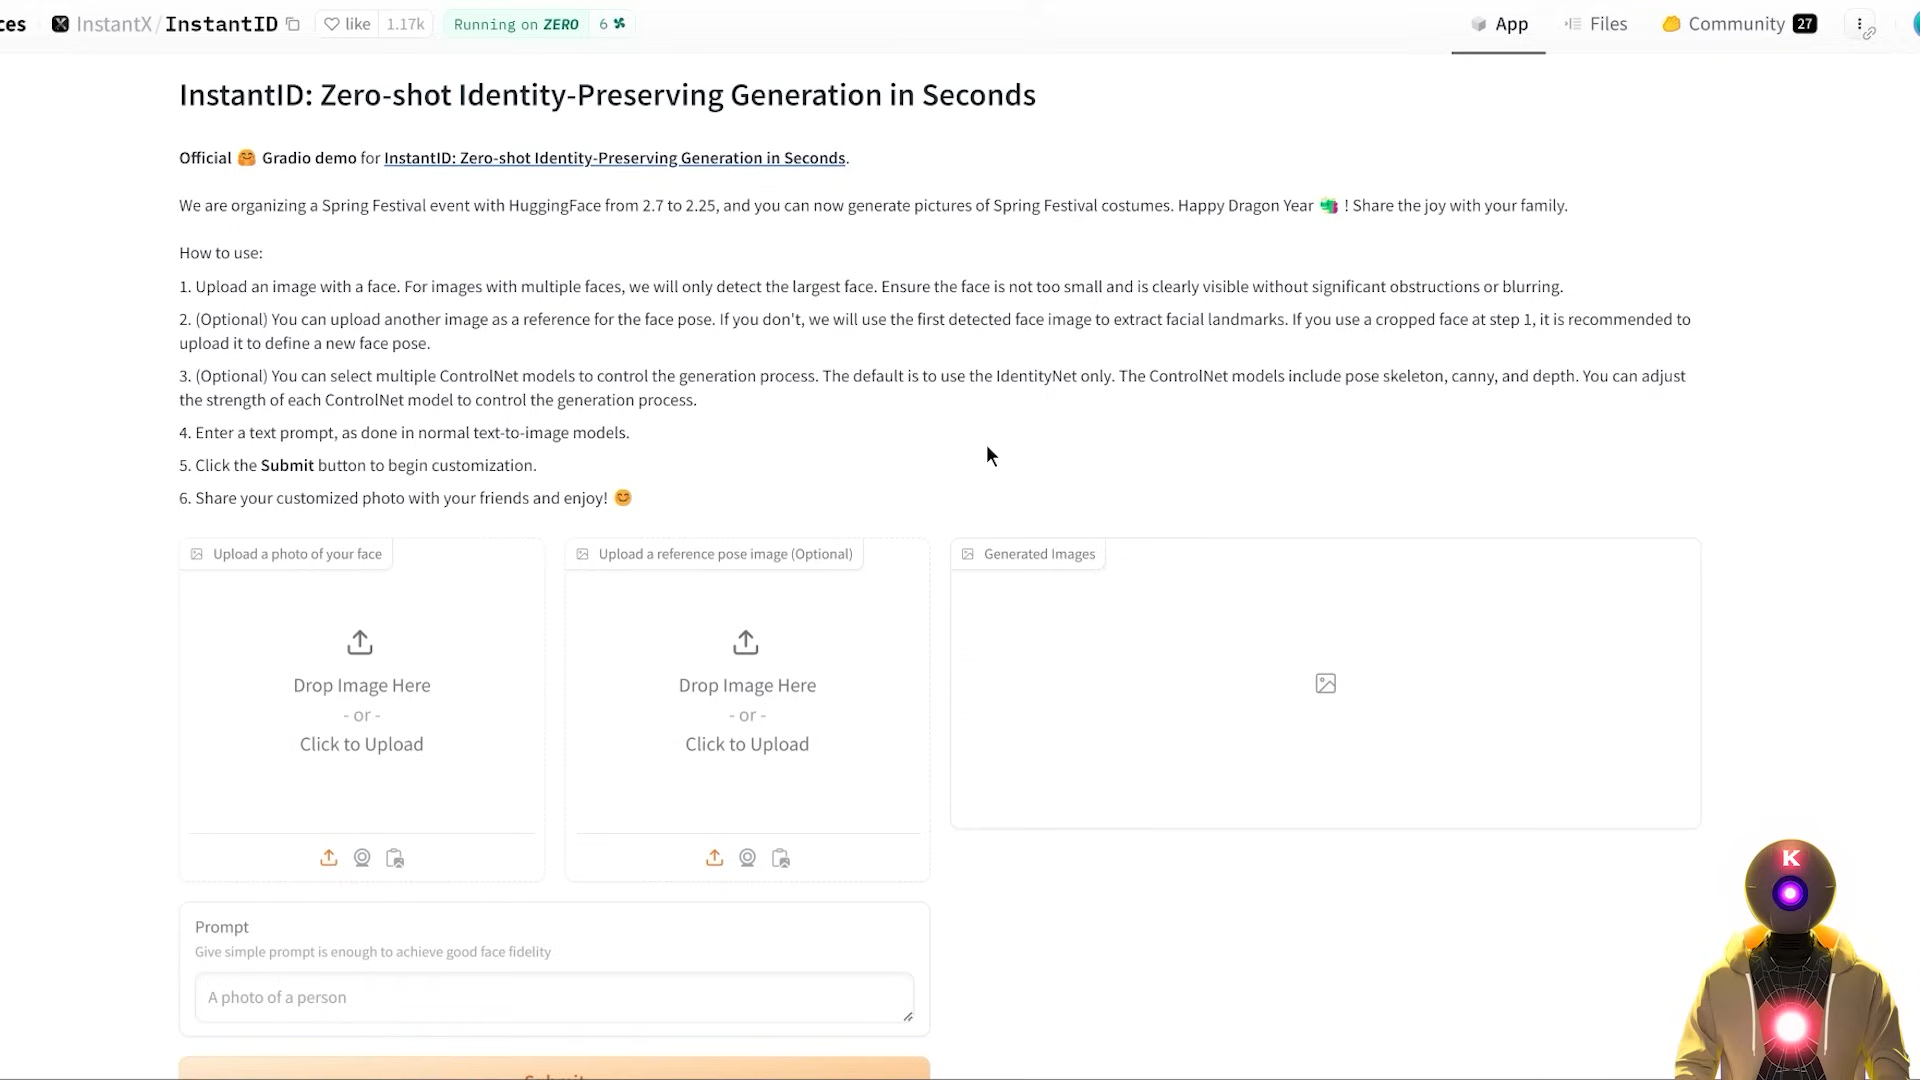 ces InstantX/InstantID like 1.17k Running on ZERO 6 App Files Community 27
InstantID: Zero-shot Identity-Preserving Generation in Seconds
Official 🤗 Gradio demo for InstantID: Zero-shot Identity-Preserving Generation in Seconds.
We are organizing a Spring Festival event with HuggingFace from 2.7 to 2.25, and you can now generate pictures of Spring Festival costumes. Happy Dragon Year 🐲 ! Share the joy with your family.
How to use:
1. Upload an image with a face. For images with multiple faces, we will only detect the largest face. Ensure the face is not too small and is clearly visible without significant obstructions or blurring.
2. (Optional) You can upload another image as a reference for the face pose. If you don't, we will use the first detected face image to extract facial landmarks. If you use a cropped face at step 1, it is recommended to
upload it to define a new face pose.
3. (Optional) You can select multiple ControlNet models to control the generation process. The default is to use the IdentityNet only. The ControlNet models include pose skeleton, canny, and depth. You can adjust
the strength of each ControlNet model to control the generation process.
4. Enter a text prompt, as done in normal text-to-image models.
5. Click the Submit button to begin customization.
6. Share your customized photo with your friends and enjoy! 😊
Upload a photo of your face
Upload a reference pose image (Optional)
Generated Images
Drop Image Here
- or -
Click to Upload
Drop Image Here
- or -
Click to Upload
Prompt
Give simple prompt is enough to achieve good face fidelity
A photo of a person
Submit
K